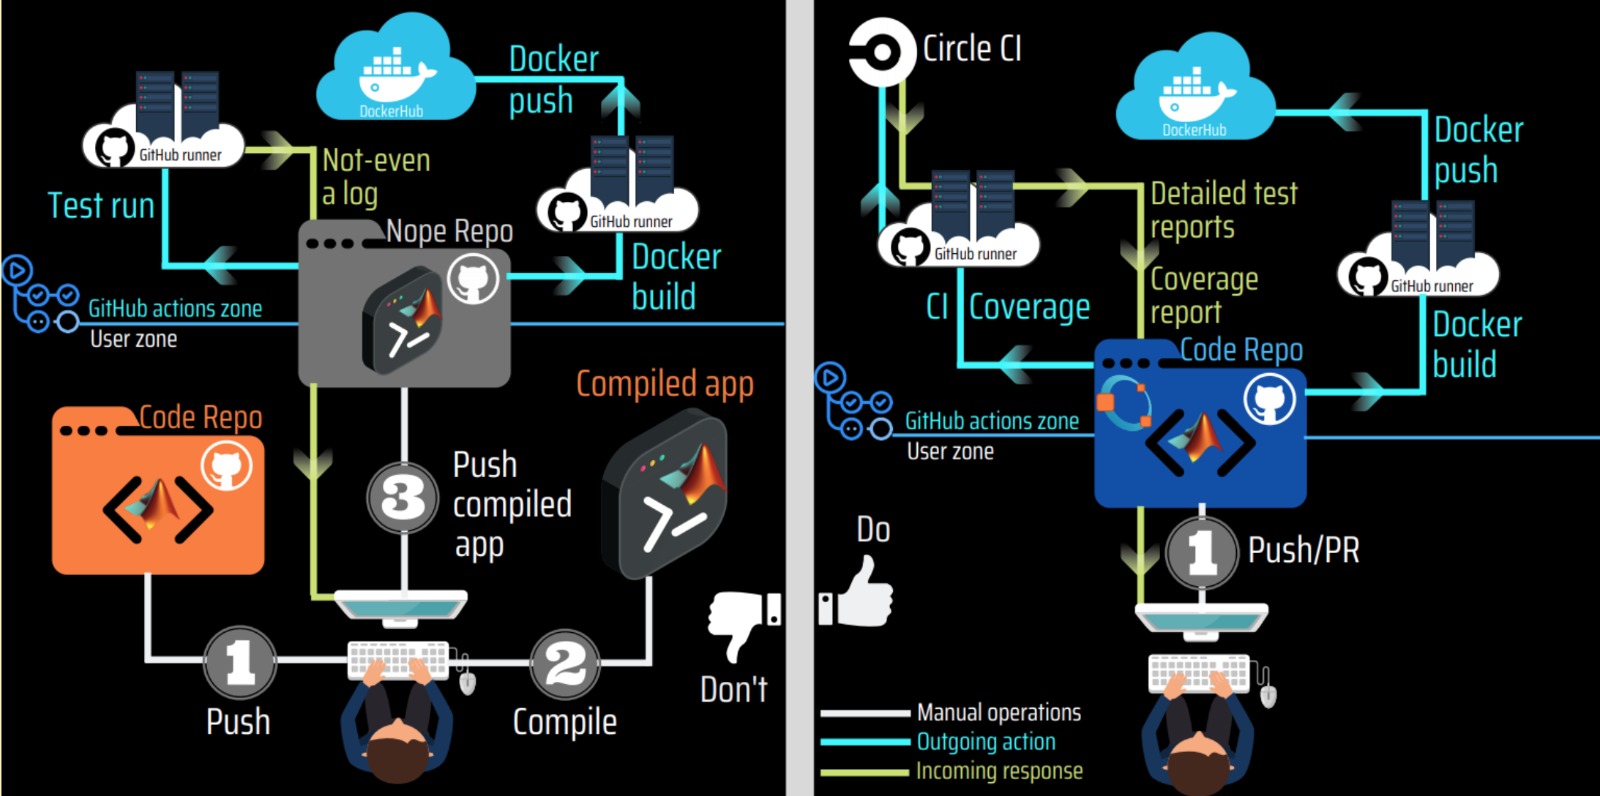 DockerHub
Docker
push
GitHub runner
Not-even
a log
Test run
GitHub runner
Nope Repo
Docker
build
GitHub actions zone
User zone
Compiled app
Code Repo
3
Push
compiled
app
1
Push
2
Compile
Don't
Circle CI
DockerHub
Docker
push
GitHub runner
Detailed test
reports
GitHub runner
Coverage
report
CI
Coverage
Docker
build
Code Repo
GitHub actions zone
User zone
Do
1
Push/PR
Manual operations
Outgoing action
Incoming response